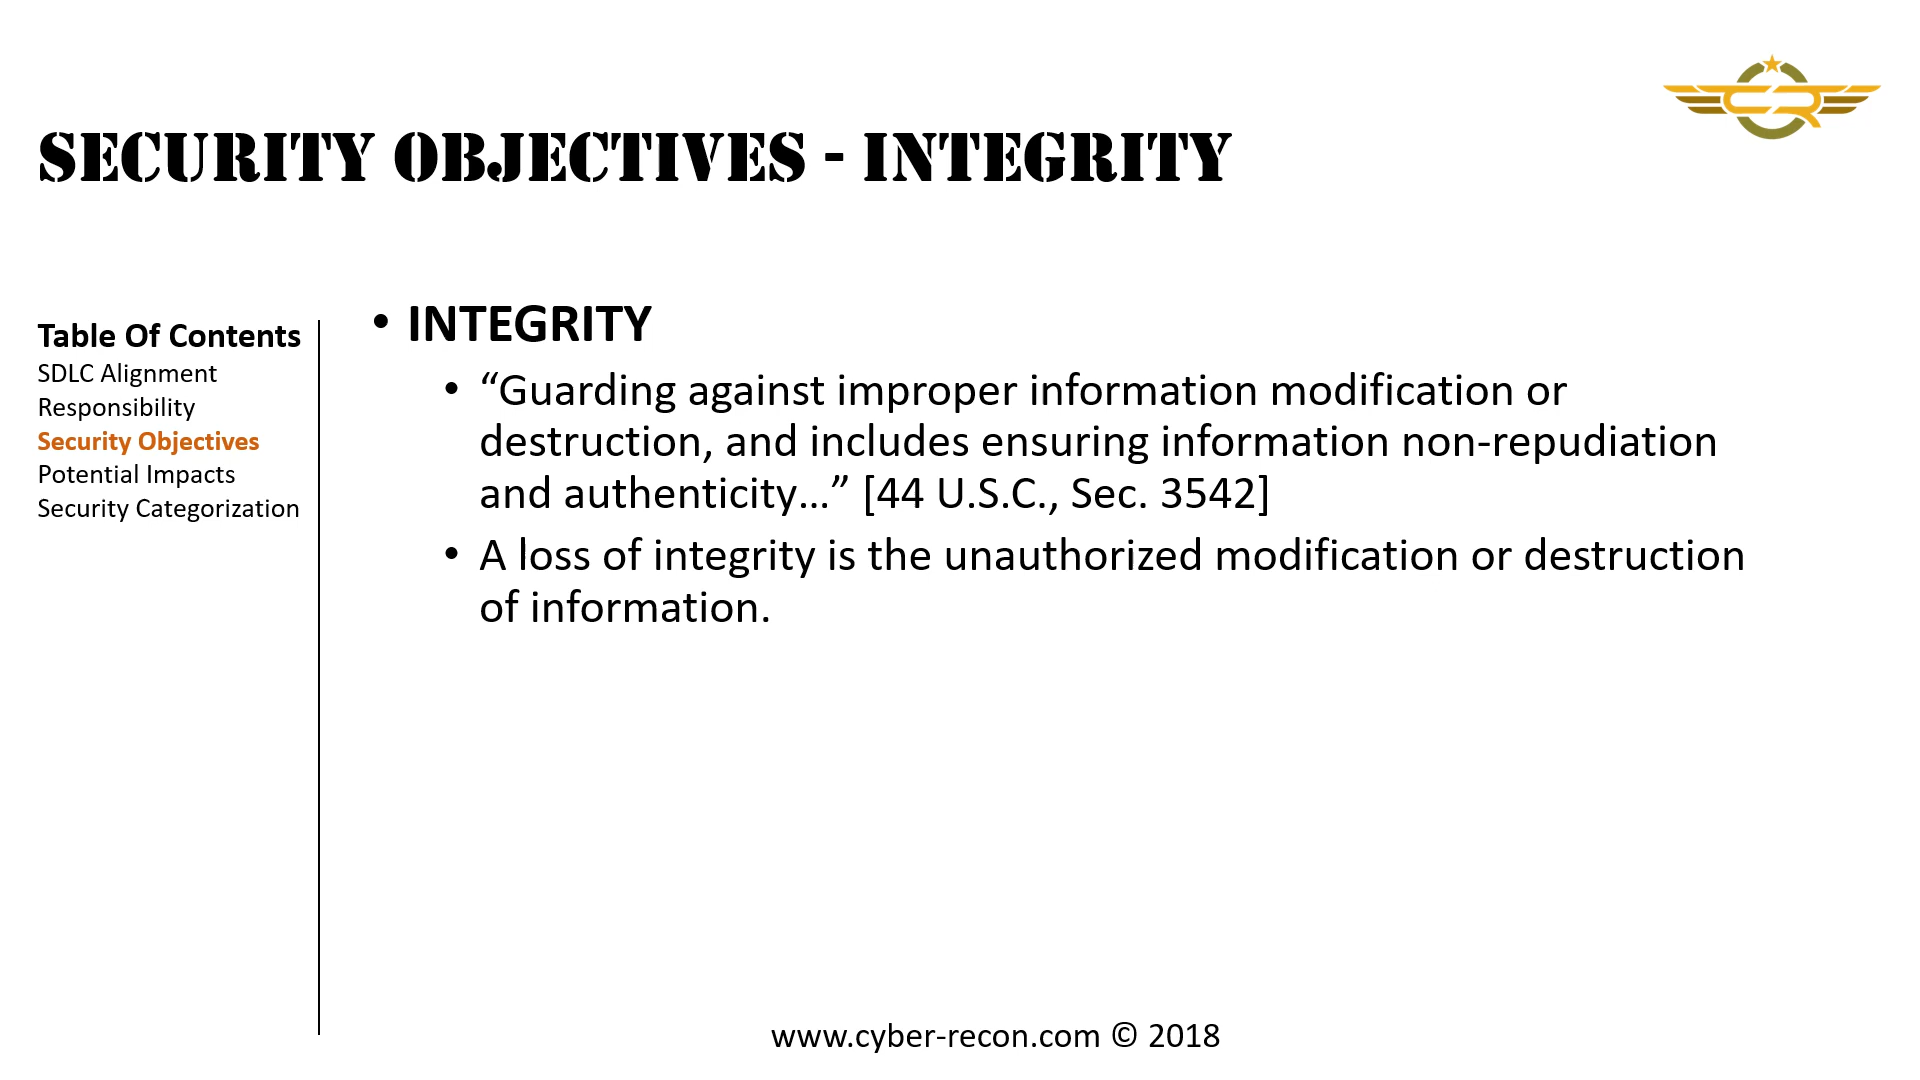 SECURITY OBJECTIVES - INTEGRITY
Table Of Contents
SDLC Alignment
Responsibility
Security Objectives
Potential Impacts
Security Categorization
• INTEGRITY
• “Guarding against improper information modification or
destruction, and includes ensuring information non-repudiation
and authenticity…” [44 U.S.C., Sec. 3542]
• A loss of integrity is the unauthorized modification or destruction
of information.
CR
www.cyber-recon.com © 2018